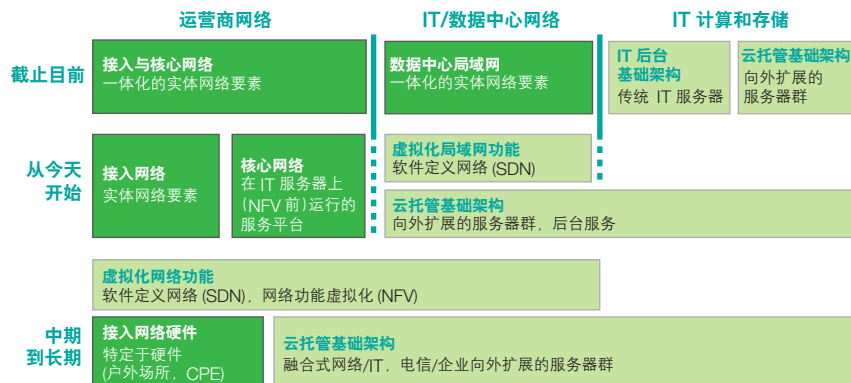 运营商网络
IT/数据中心网络
IT 计算和存储
截止目前
接入与核心网络
一体化的实体网络要素
数据中心局域网
一体化的实体网络要素
IT 后台
基础架构
传统 IT 服务器
云托管基础架构
向外扩展的
服务器群
从今天
开始
接入网络
实体网络要素
核心网络
在 IT 服务器上
(NFV 前)运行的
服务平台
虚拟化局域网功能
软件定义网络 (SDN)
云托管基础架构
向外扩展的服务器群，后台服务
虚拟化网络功能
软件定义网络 (SDN)，网络功能虚拟化 (NFV)
中期
到长期
接入网络硬件
特定于硬件
(户外场所，CPE)
云托管基础架构
融合式网络/IT，电信/企业向外扩展的服务器群